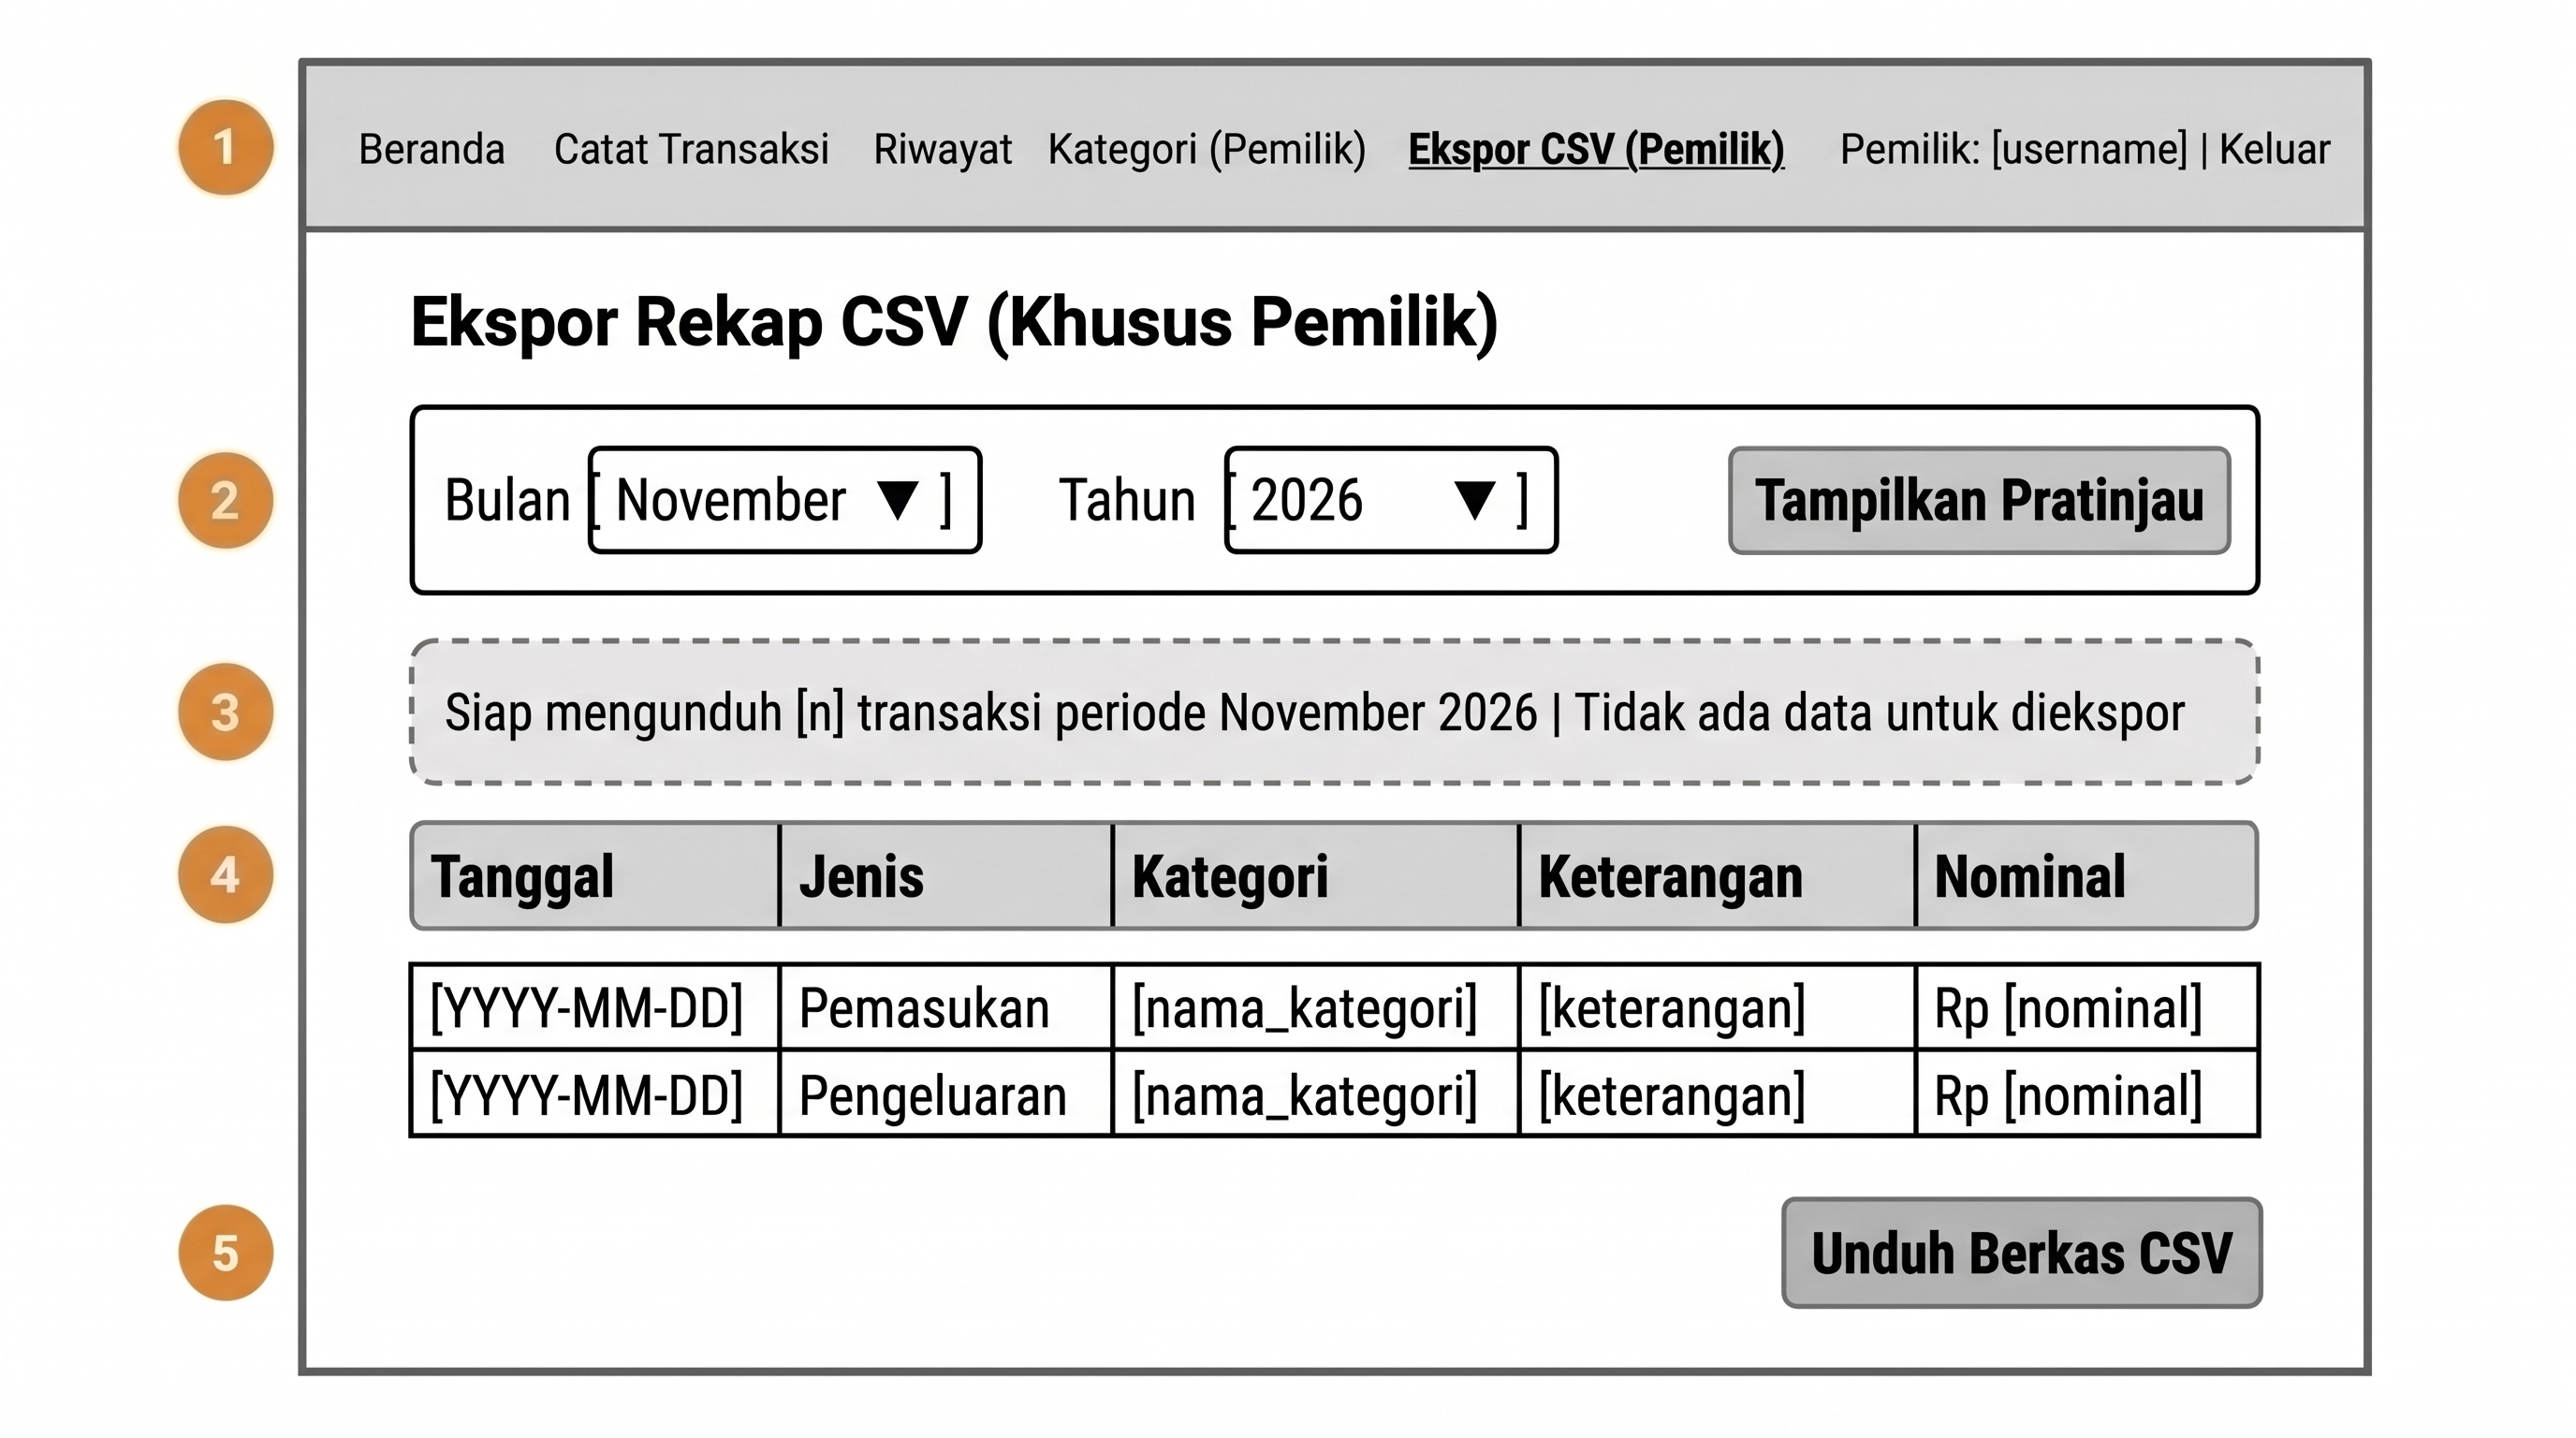 1
Beranda Catat Transaksi Riwayat Kategori (Pemilik) Ekspor CSV (Pemilik) Pemilik: [username] | Keluar
Ekspor Rekap CSV (Khusus Pemilik)
2
Bulan [ November ▼ ] Tahun [ 2026 ▼ ] Tampilkan Pratinjau
3
Siap mengunduh [n] transaksi periode November 2026 | Tidak ada data untuk diekspor
4
Tanggal Jenis Kategori Keterangan Nominal
[YYYY-MM-DD] Pemasukan [nama_kategori] [keterangan] Rp [nominal]
[YYYY-MM-DD] Pengeluaran [nama_kategori] [keterangan] Rp [nominal]
5
Unduh Berkas CSV